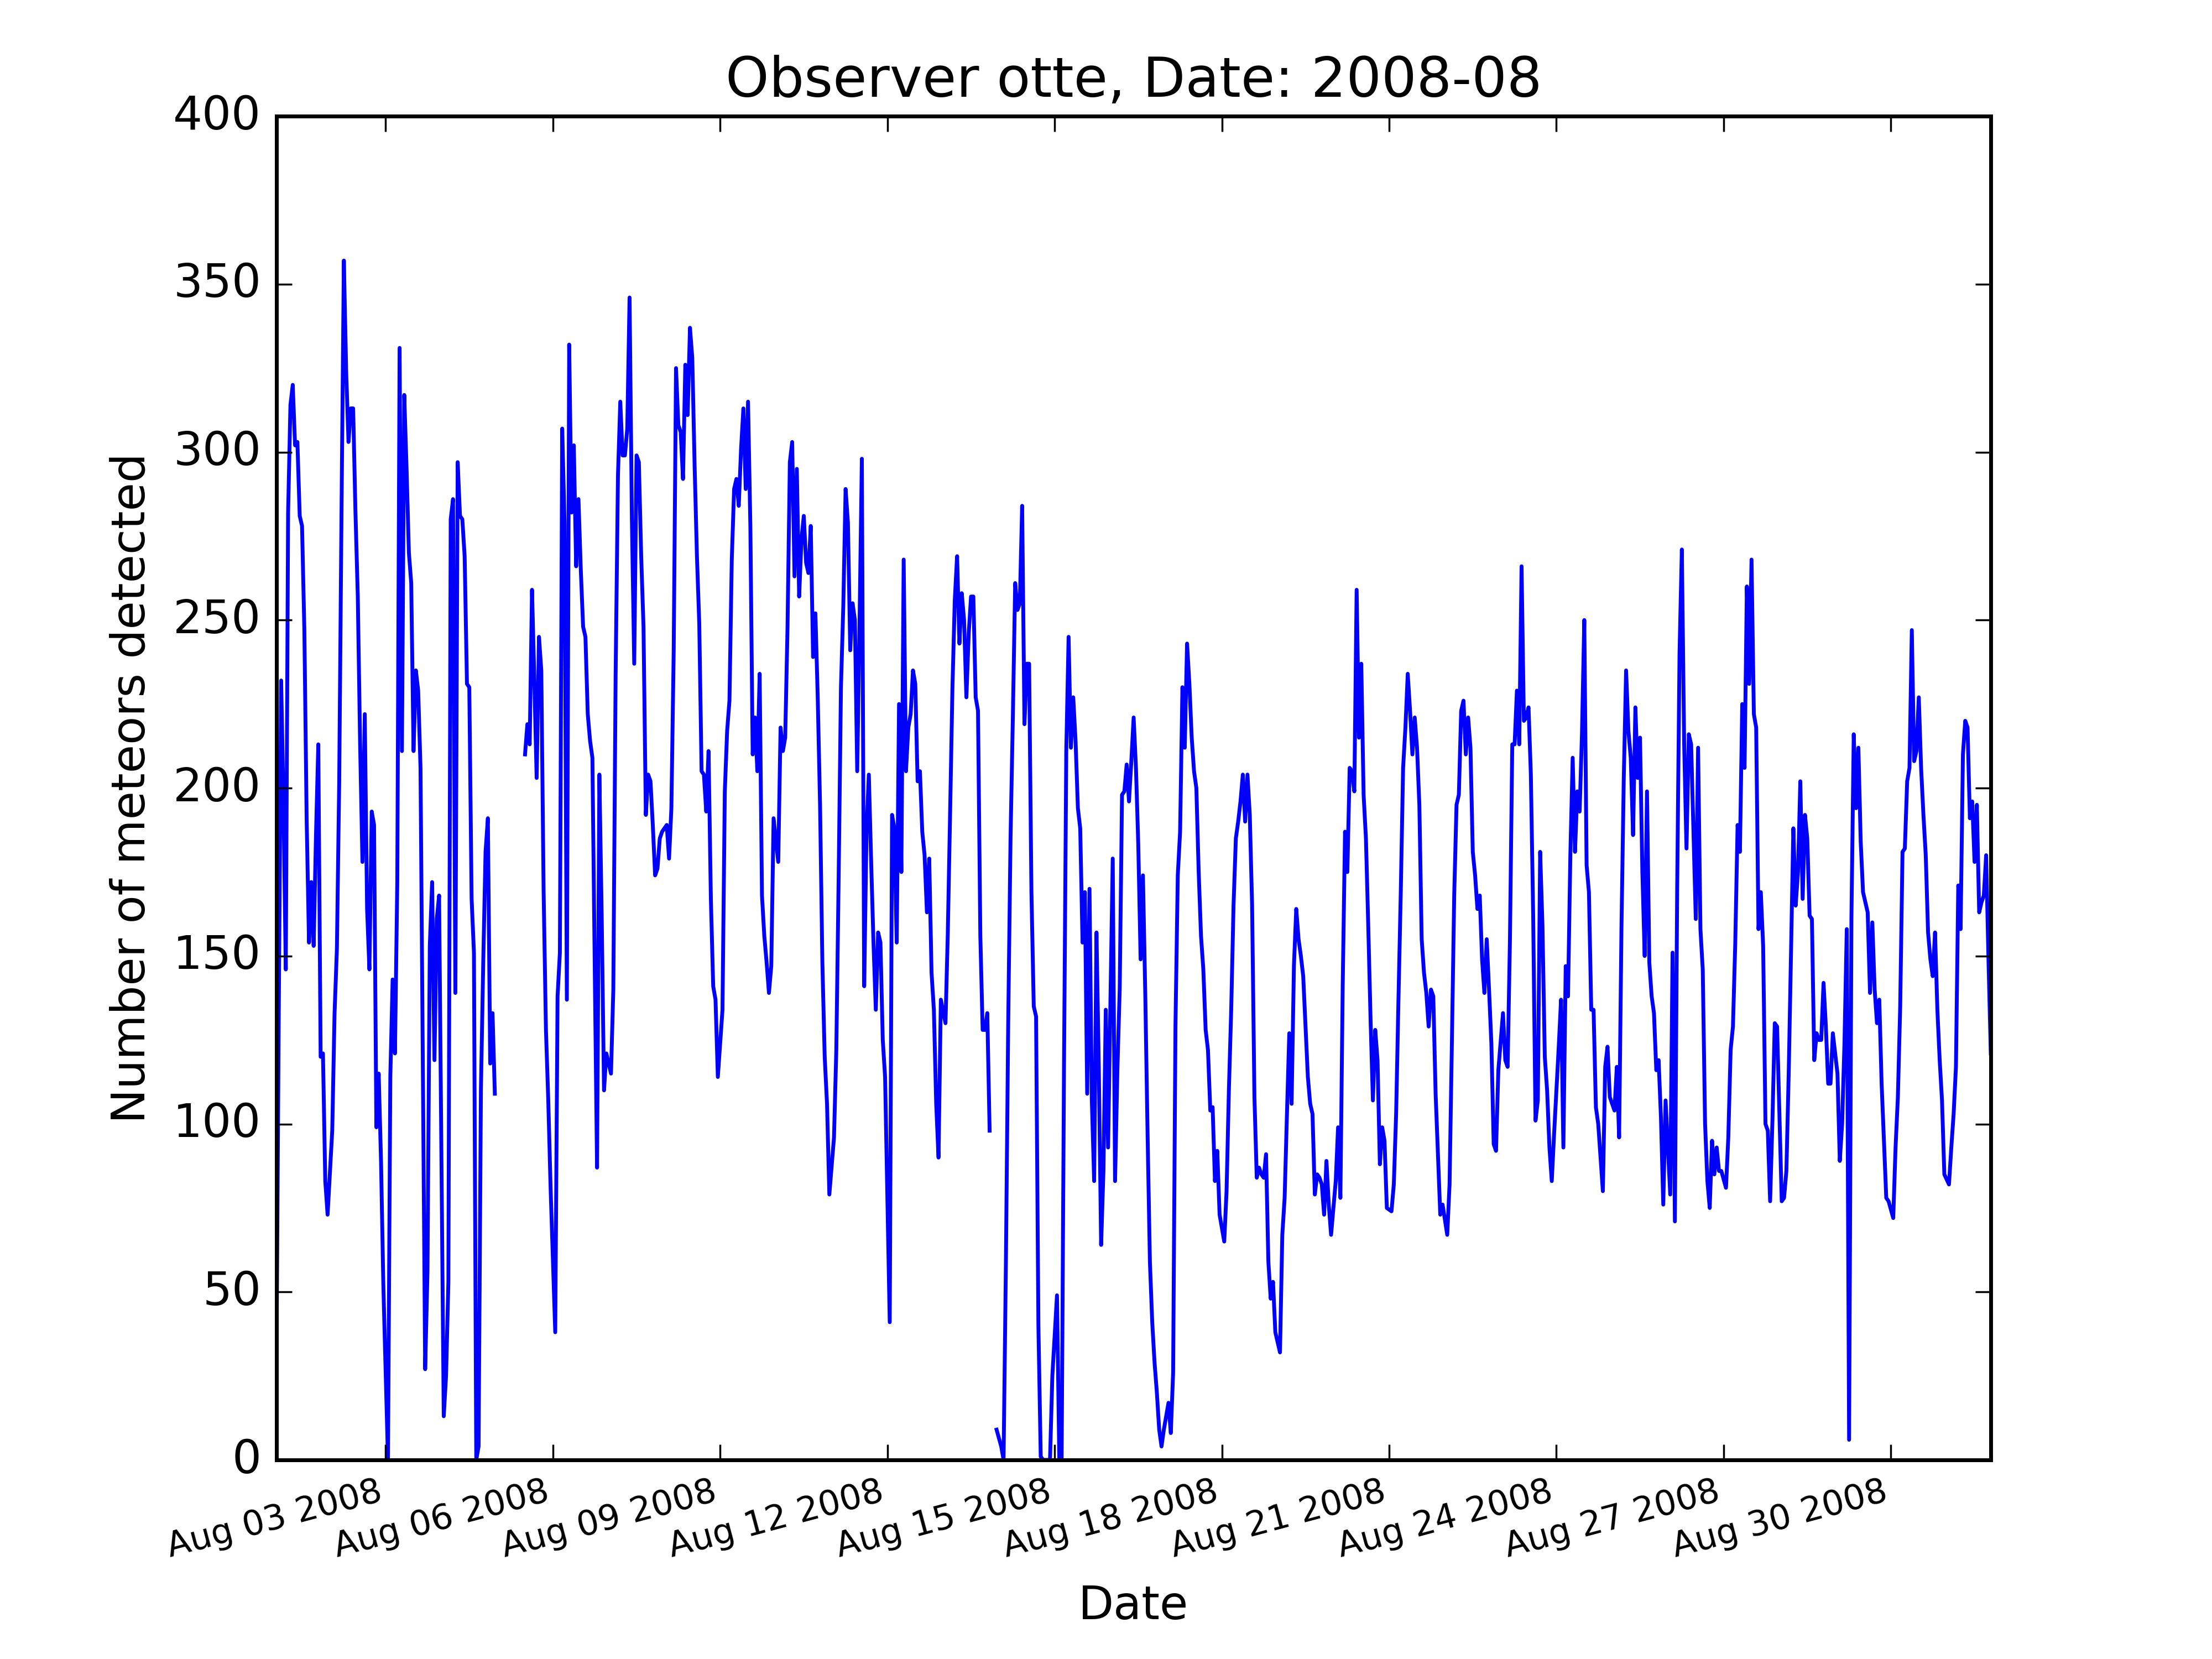 Observer otte, Date: 2008-08
Number of meteors detected
400
350
300
250
200
150
100
50
0
Aug 03 2008
Aug 06 2008
Aug 09 2008
Aug 12 2008
Aug 15 2008
Aug 18 2008
Aug 21 2008
Aug 24 2008
Aug 27 2008
Aug 30 2008
Date